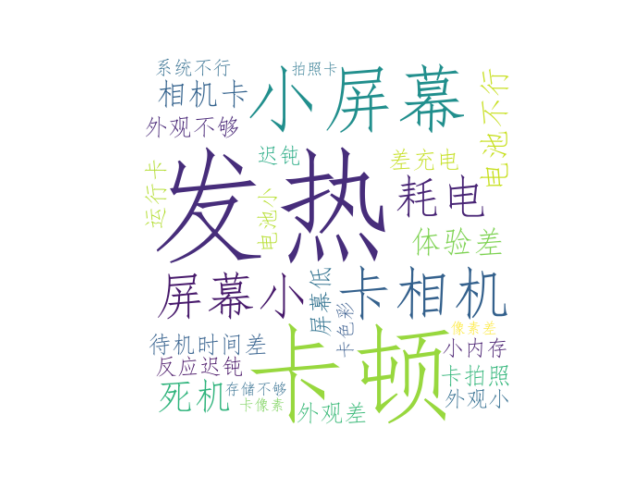 系统不行
拍照卡
相机卡
小屏幕
电池不行
外观不够
迟钝
差充电
运行卡
发热
电池小
耗电
体验差
屏幕小
屏幕低
卡相机
卡色彩
像素差
待机时间差
卡顿
小内存
反应迟钝
卡拍照
死机
存储不够
外观小
卡像素
外观差